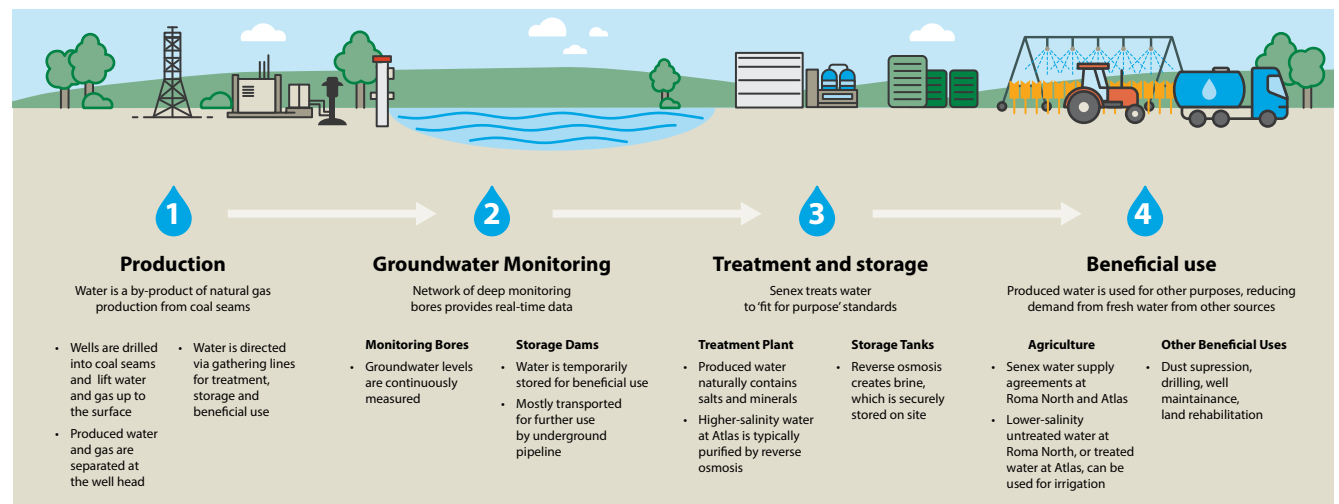 1
2
3
4
Production
Water is a by-product of natural gas
production from coal seams
• Wells are drilled
into coal seams
and lift water
and gas up to
the surface
• Produced water
and gas are
separated at
the well head
• Water is directed
via gathering lines
for treatment,
storage and
beneficial use
Groundwater Monitoring
Network of deep monitoring
bores provides real-time data
Monitoring Bores
• Groundwater levels
are continuously
measured
Storage Dams
• Water is temporarily
stored for beneficial use
• Mostly transported
for further use
by underground
pipeline
Treatment and storage
Senex treats water
to ‘fit for purpose’ standards
Treatment Plant
• Produced water
naturally contains
salts and minerals
• Higher-salinity water
at Atlas is typically
purified by reverse
osmosis
Storage Tanks
• Reverse osmosis
creates brine,
which is securely
stored on site
Beneficial use
Produced water is used for other purposes, reducing
demand from fresh water from other sources
Agriculture
• Senex water supply
agreements at
Roma North and Atlas
• Lower-salinity
untreated water at
Roma North, or treated
water at Atlas, can be
used for irrigation
Other Beneficial Uses
• Dust supression,
drilling, well
maintainance,
land rehabilitation